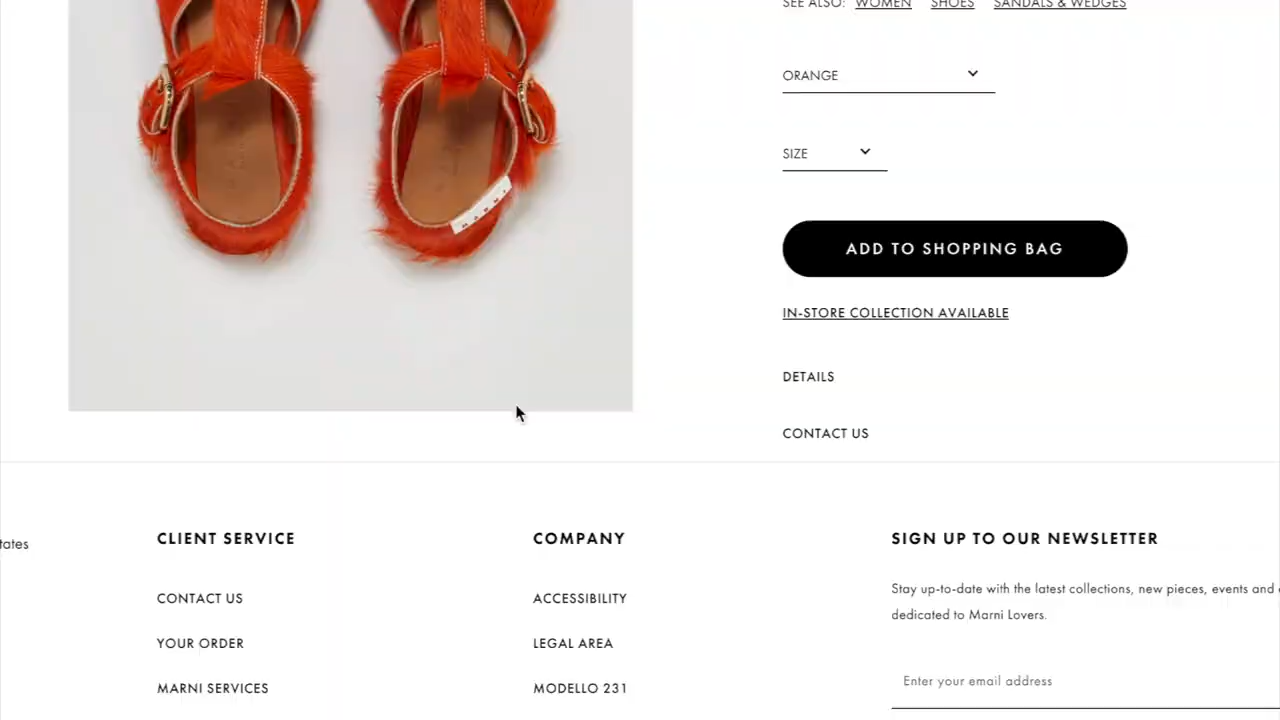 SEE ALSO: WOMEN SHOES SANDALS & WEDGES
ORANGE
SIZE
ADD TO SHOPPING BAG
IN-STORE COLLECTION AVAILABLE
DETAILS
CONTACT US
tates
CLIENT SERVICE
CONTACT US
YOUR ORDER
MARNI SERVICES
COMPANY
ACCESSIBILITY
LEGAL AREA
MODELLO 231
SIGN UP TO OUR NEWSLETTER
Stay up-to-date with the latest collections, new pieces, events and
dedicated to Marni Lovers.
Enter your email address
MARNI